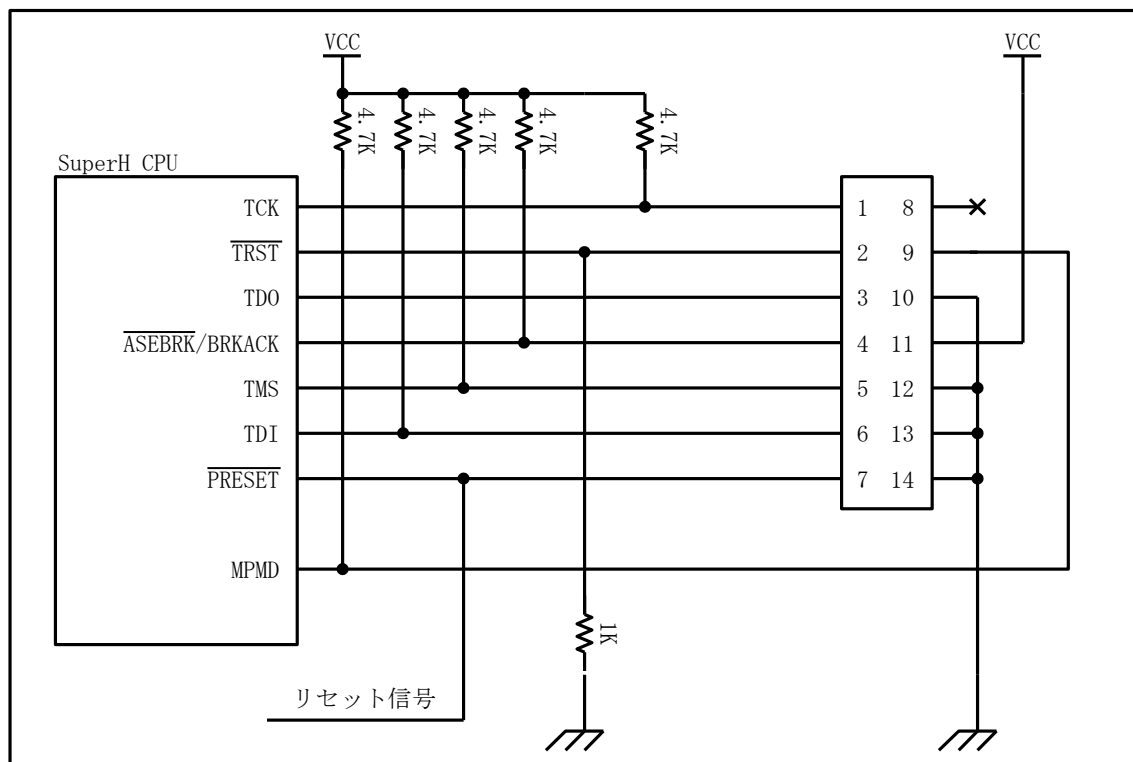 VCC
VCC
4.7K
4.7K
4.7K
4.7K
4.7K
SuperH CPU
TCK
1
8
TRST
2
9
TDO
3
10
ASEBRK/BRKACK
4
11
TMS
5
12
TDI
6
13
PRESET
7
14
MPMD
1K
リセット信号